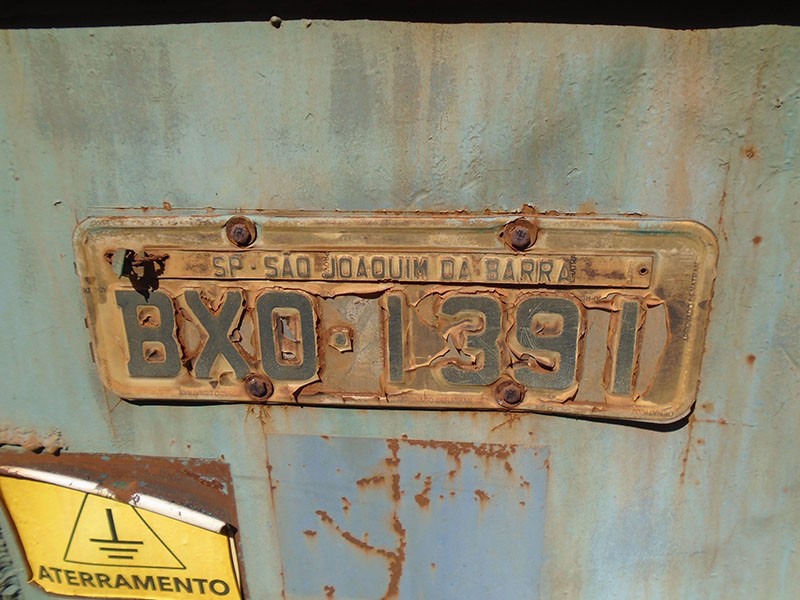 SP - SÃO JOAQUIM DA BARRA
BXO·1391
ATERRAMENTO